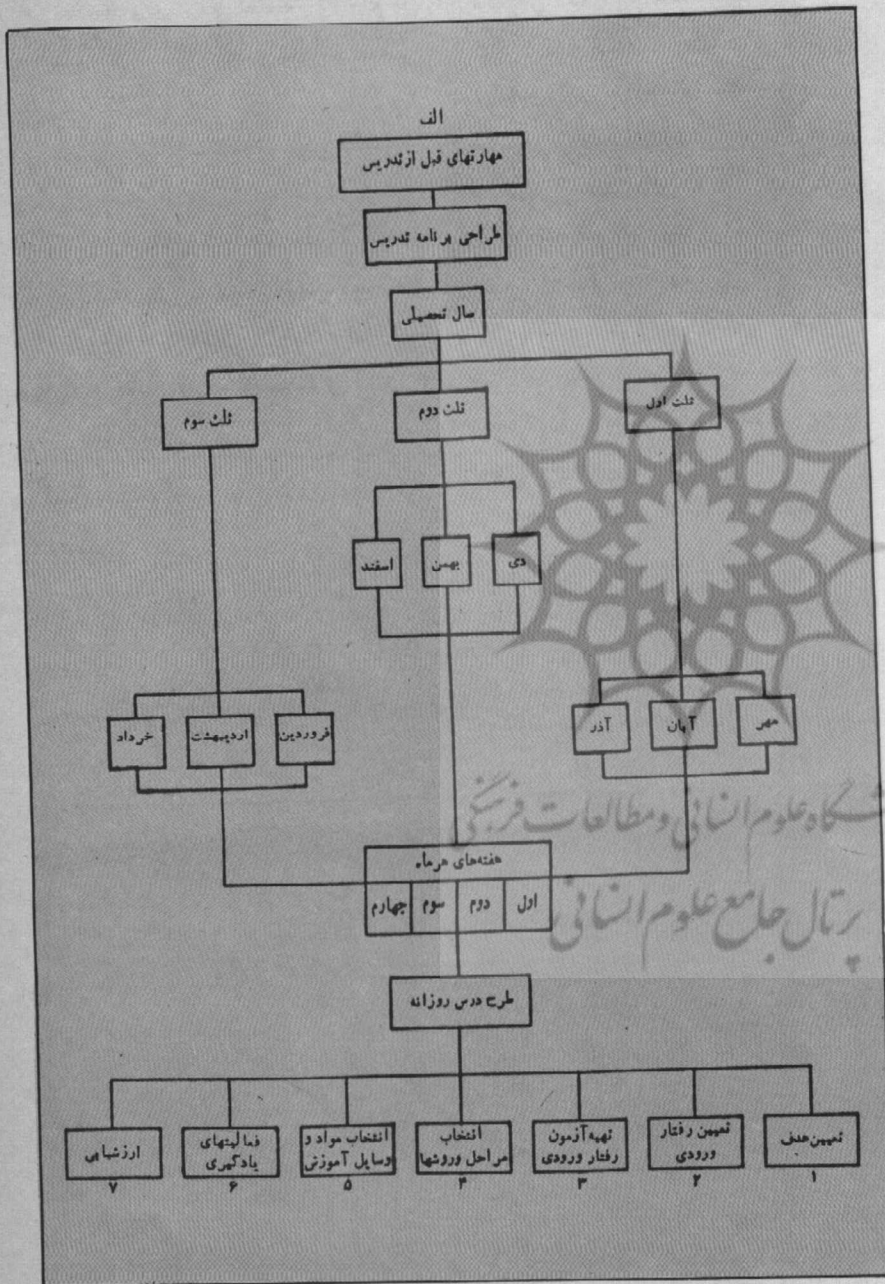 الف
مهارتهای قبل از تدریس
طراحی برنامه تدریس
سال تحصیلی
ثلث اول
ثلث دوم
ثلث سوم
دی
بهمن
اسفند
مهر
آبان
آذر
فروردین
اردیبهشت
خرداد
هفته‌های هر ماه
اول
دوم
سوم
چهارم
طرح درس روزانه
تعیین هدف
۱
تعیین رفتار
ورودی
۲
تهیه آزمون
رفتار ورودی
۳
انتخاب
مراحل وروشها
۴
انتخاب مواد و
وسایل آموزش
۵
فعالیتهای
یادگیری
۶
ارزشیابی
۷
شگاه علوم انسانی و مطالعات فرهنگی
پرتال جامع علوم انسانی